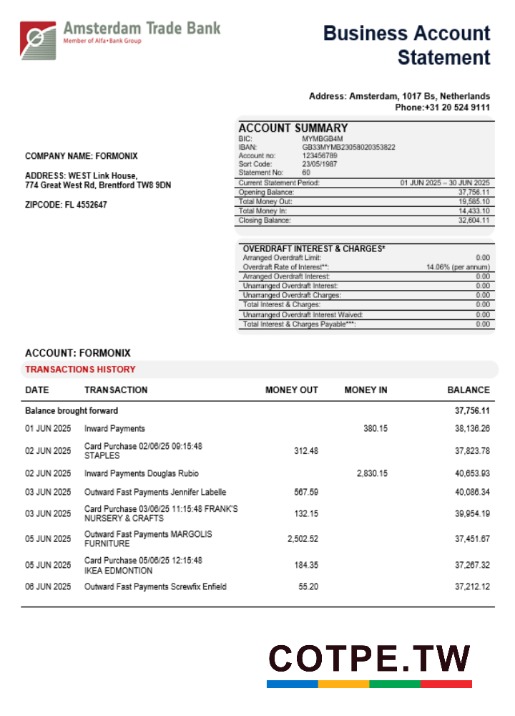 Amsterdam Trade Bank
Member of Alfa•Bank Group
Business Account
Statement
Address: Amsterdam, 1017 Bs, Netherlands
Phone:+31 20 524 9111
COMPANY NAME: FORMONIX
ADDRESS: WEST Link House,
774 Great West Rd, Brentford TW8 9DN
ZIPCODE: FL 4552647
ACCOUNT SUMMARY
BIC: MYMBGB4M
IBAN: GB33MYMB23058020353822
Account no: 123456789
Sort Code: 23/05/1987
Statement No: 60
Current Statement Period: 01 JUN 2025 – 30 JUN 2025
Opening Balance: 37,756.11
Total Money Out: 19,585.10
Total Money In: 14,433.10
Closing Balance: 32,604.11
OVERDRAFT INTEREST & CHARGES*
Arranged Overdraft Limit: 0.00
Overdraft Rate of Interest**: 14.06% (per annum)
Arranged Overdraft Interest: 0.00
Unarranged Overdraft Interest: 0.00
Unarranged Overdraft Charges: 0.00
Total Interest & Charges: 0.00
Unarranged Overdraft Interest Waived: 0.00
Total Interest & Charges Payable***: 0.00
ACCOUNT: FORMONIX
TRANSACTIONS HISTORY
DATE TRANSACTION MONEY OUT MONEY IN BALANCE
Balance brought forward 37,756.11
01 JUN 2025 Inward Payments 380.15 38,136.26
02 JUN 2025 Card Purchase 02/06/25 09:15:48
STAPLES 312.48 37,823.78
02 JUN 2025 Inward Payments Douglas Rubio 2,830.15 40,653.93
03 JUN 2025 Outward Fast Payments Jennifer Labelle 567.59 40,086.34
03 JUN 2025 Card Purchase 03/06/25 11:15:48 FRANK'S
NURSERY & CRAFTS 132.15 39,954.19
05 JUN 2025 Outward Fast Payments MARGOLIS
FURNITURE 2,502.52 37,451.67
05 JUN 2025 Card Purchase 05/06/25 12:15:48
IKEA EDMONTION 184.35 37,267.32
06 JUN 2025 Outward Fast Payments Screwfix Enfield 55.20 37,212.12
COTPE.TW